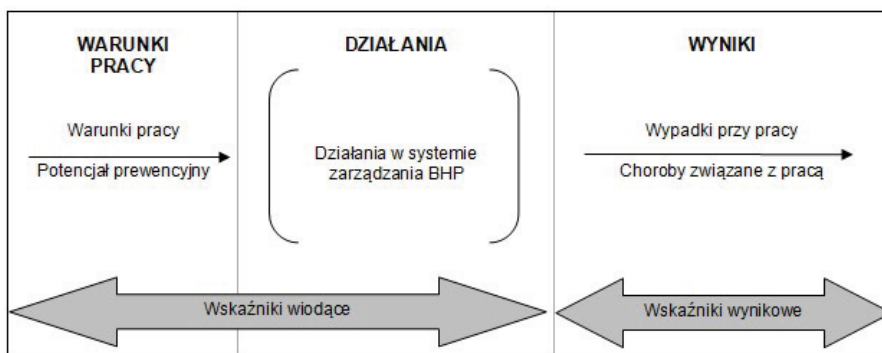 WARUNKI
PRACY
DZIAŁANIA
WYNIKI
Warunki pracy
Potencjał prewencyjny
Działania w systemie
zarządzania BHP
Wypadki przy pracy
Choroby związane z pracą
Wskaźniki wiodące
Wskaźniki wynikowe